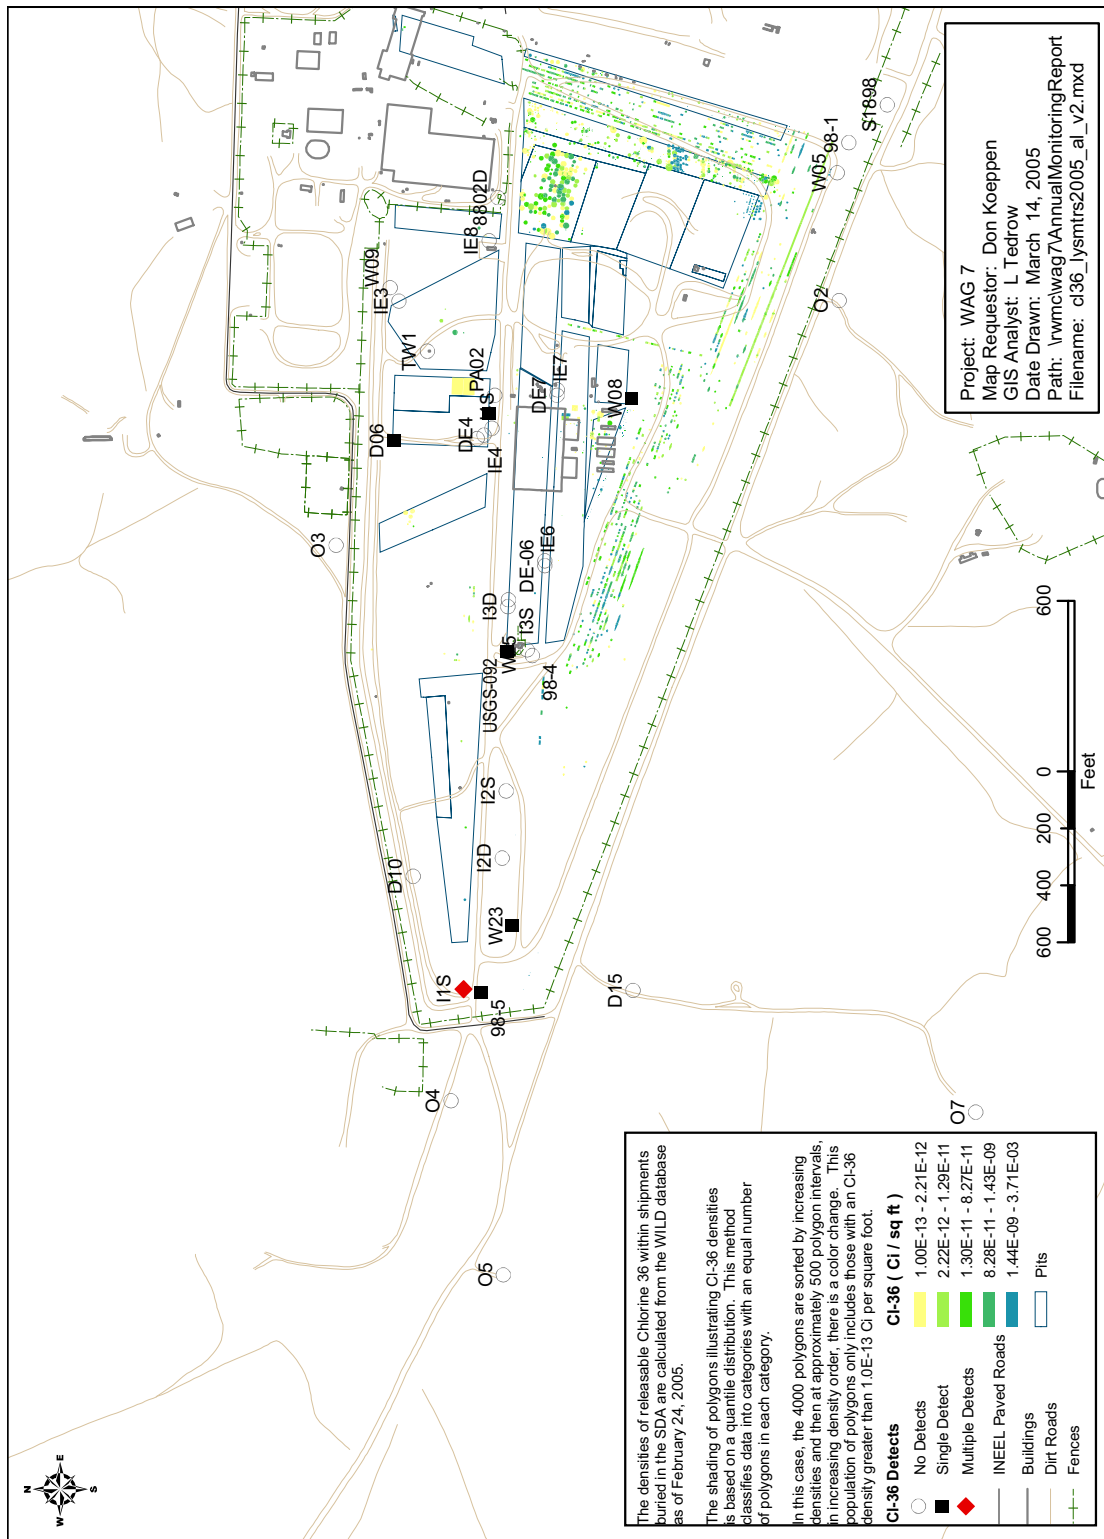 N
W
E
S
O5
O4
O7
I1S
98-5
W23
D15
D10
I2D
I2S
USGS-092
98-4
I3S
I3D
DE-06
IE6
O3
D06
DE4
IE4
PA02
TW1
IE3
W09
IE8
8802D
DE7
IE7
W08
O2
W05
98-1
S1898
The densities of releasable Chlorine 36 within shipments
buried in the SDA are calculated from the WILD database
as of February 24, 2005.
The shading of polygons illustrating Cl-36 densities
is based on a quantile distribution. This method
classifies data into categories with an equal number
of polygons in each category.
In this case, the 4000 polygons are sorted by increasing
densities and then at approximately 500 polygon intervals,
in increasing density order, there is a color change. This
population of polygons only includes those with an Cl-36
density greater than 1.0E-13 Ci per square foot.
Cl-36 Detects
No Detects
Single Detect
Multiple Detects
INEEL Paved Roads
Buildings
Dirt Roads
Fences
Cl-36 ( Ci / sq ft )
1.00E-13 - 2.21E-12
2.22E-12 - 1.29E-11
1.30E-11 - 8.27E-11
8.28E-11 - 1.43E-09
1.44E-09 - 3.71E-03
Pits
600 400 200 0 600
Feet
Project: WAG 7
Map Requestor: Don Koeppen
GIS Analyst: L Tedrow
Date Drawn: March 14, 2005
Path: \rwmc\wag7\AnnualMonitoringReport
Filename: cl36_lysmtrs2005_al_v2.mxd